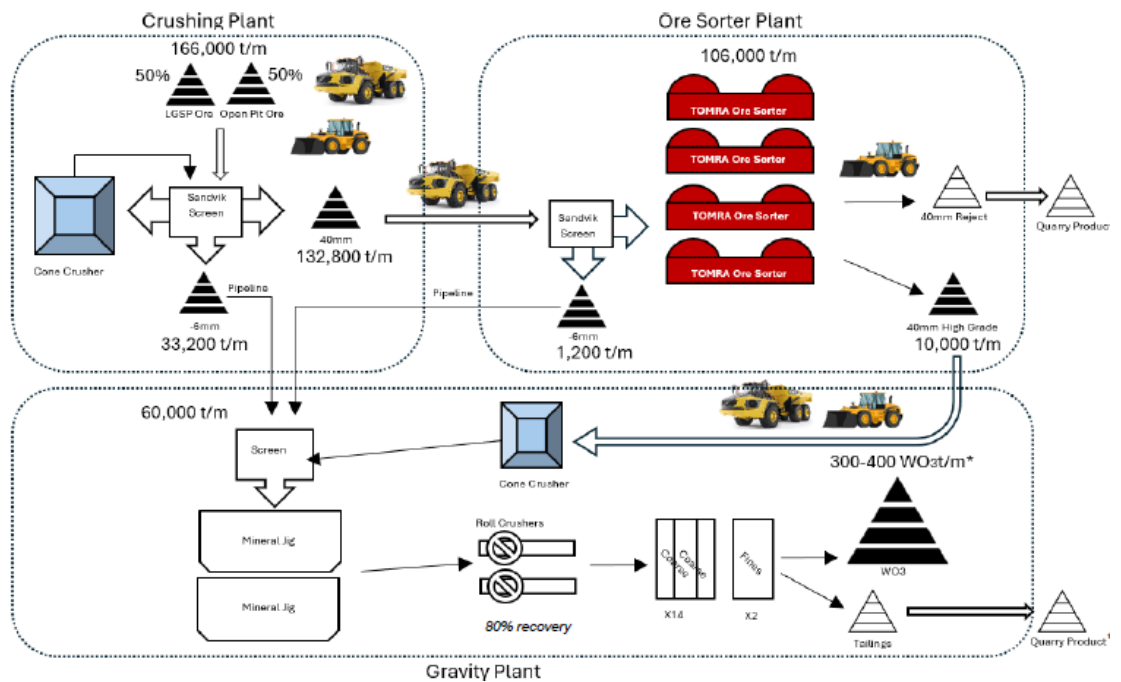 Crushing Plant
166,000 t/m
50%
50%
LGSP Ore
Open Pit Ore
Sandvik
Screen
Cone Crusher
40mm
132,800 t/m
-6mm
33,200 t/m
Pipeline
Ore Sorter Plant
106,000 t/m
TOMRA Ore Sorter
TOMRA Ore Sorter
TOMRA Ore Sorter
TOMRA Ore Sorter
Sandvik
Screen
Pipeline
-6mm
1,200 t/m
40mm Reject
Quarry Product
40mm High Grade
10,000 t/m
60,000 t/m
Screen
Cone Crusher
300-400 WO3t/m*
Mineral Jig
Mineral Jig
Roll Crushers
80% recovery
Coarse
Coarse
Fines
X14
X2
WO3
Tailings
Quarry Product
Gravity Plant